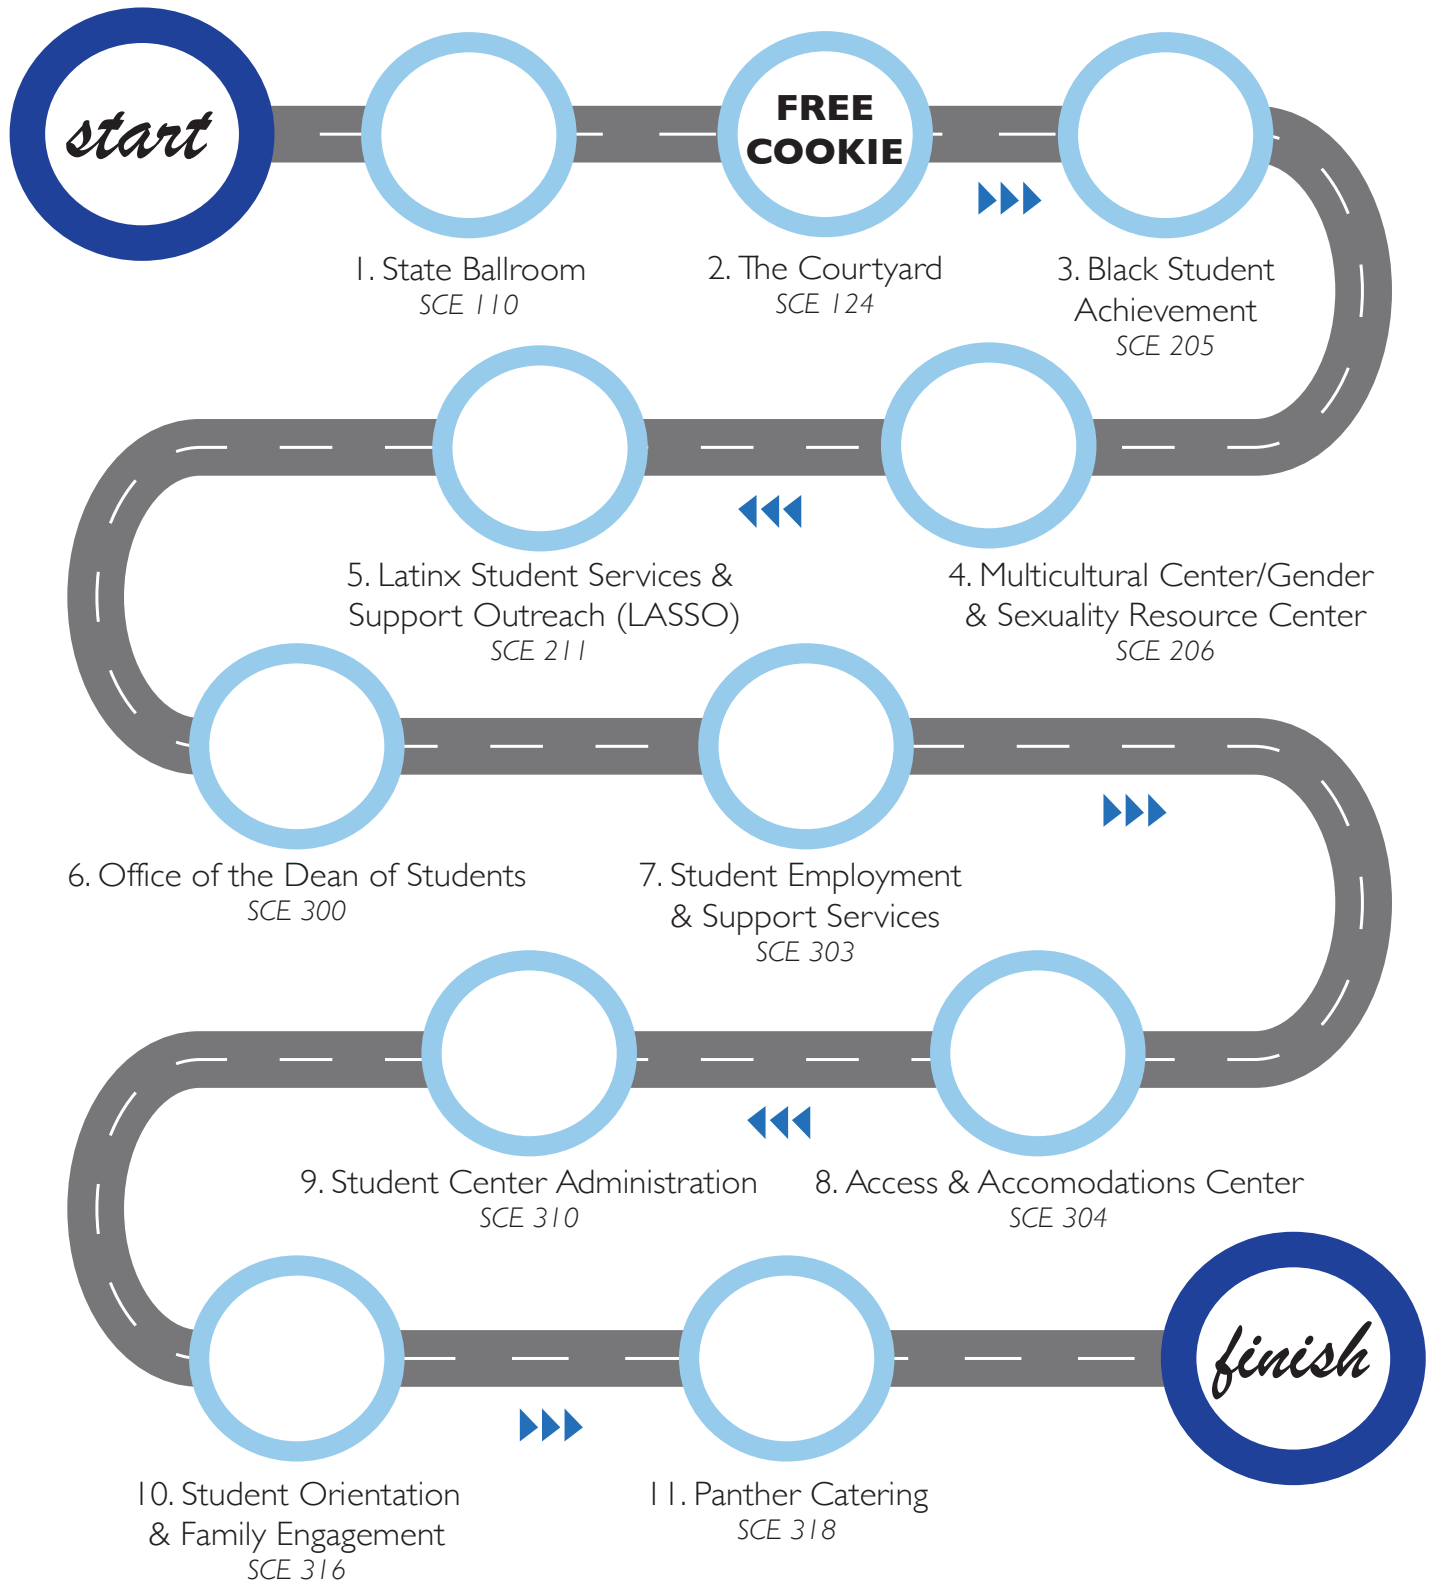 start
FREE
COOKIE
1. State Ballroom
SCE 110
2. The Courtyard
SCE 124
3. Black Student
Achievement
SCE 205
4. Multicultural Center/Gender
& Sexuality Resource Center
SCE 206
5. Latinx Student Services &
Support Outreach (LASSO)
SCE 211
6. Office of the Dean of Students
SCE 300
7. Student Employment
& Support Services
SCE 303
8. Access & Accomodations Center
SCE 304
9. Student Center Administration
SCE 310
10. Student Orientation
& Family Engagement
SCE 316
11. Panther Catering
SCE 318
finish